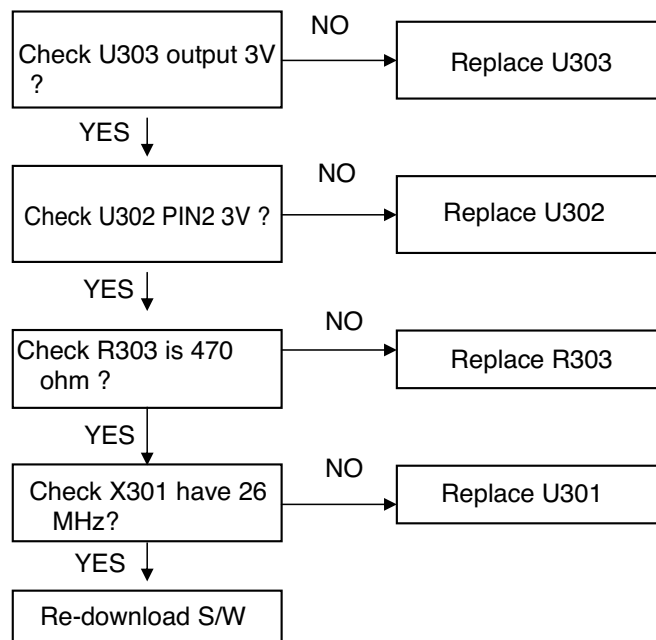 Check U303 output 3V
?
NO
Replace U303
YES
Check U302 PIN2 3V ?
NO
Replace U302
YES
Check R303 is 470
ohm ?
NO
Replace R303
YES
Check X301 have 26
MHz?
NO
Replace U301
YES
Re-download S/W